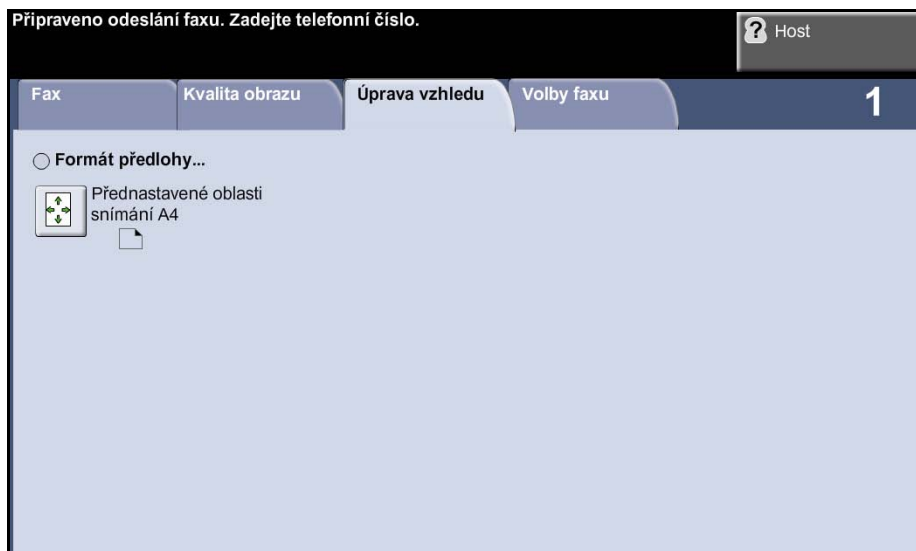 Připraveno odeslání faxu. Zadejte telefonní číslo.
? Host
Fax
Kvalita obrazu
Úprava vzhledu
Volby faxu
1
Formát předlohy...
Přednastavené oblasti
snímání A4